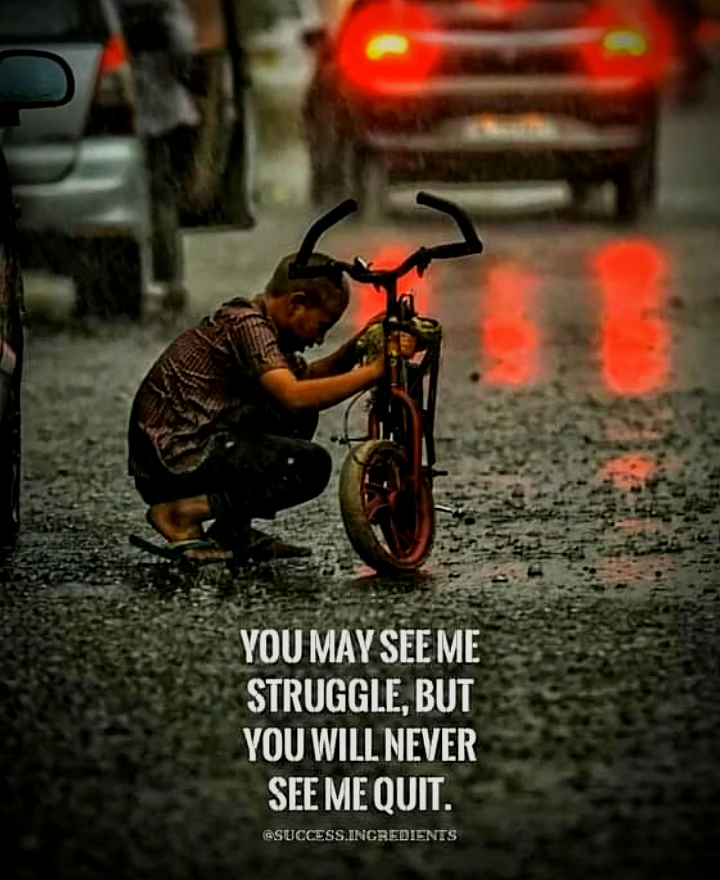 YOU MAY SEE ME
STRUGGLE, BUT
YOU WILL NEVER
SEE ME QUIT.
@SUCCESS.INGREDIENTS